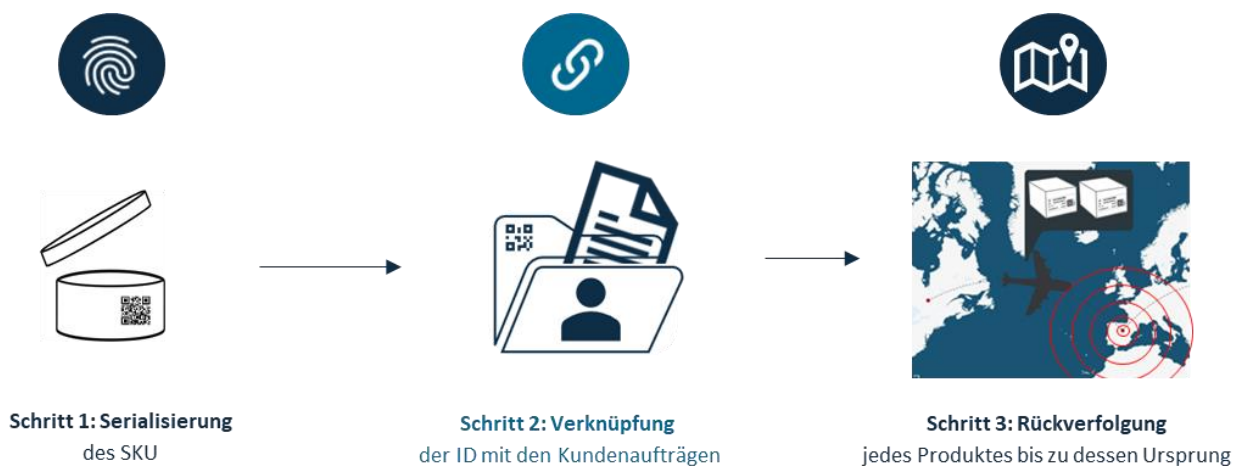 Schritt 1: Serialisierung
des SKU
Schritt 2: Verknüpfung
der ID mit den Kundenaufträgen
Schritt 3: Rückverfolgung
jedes Produktes bis zu dessen Ursprung